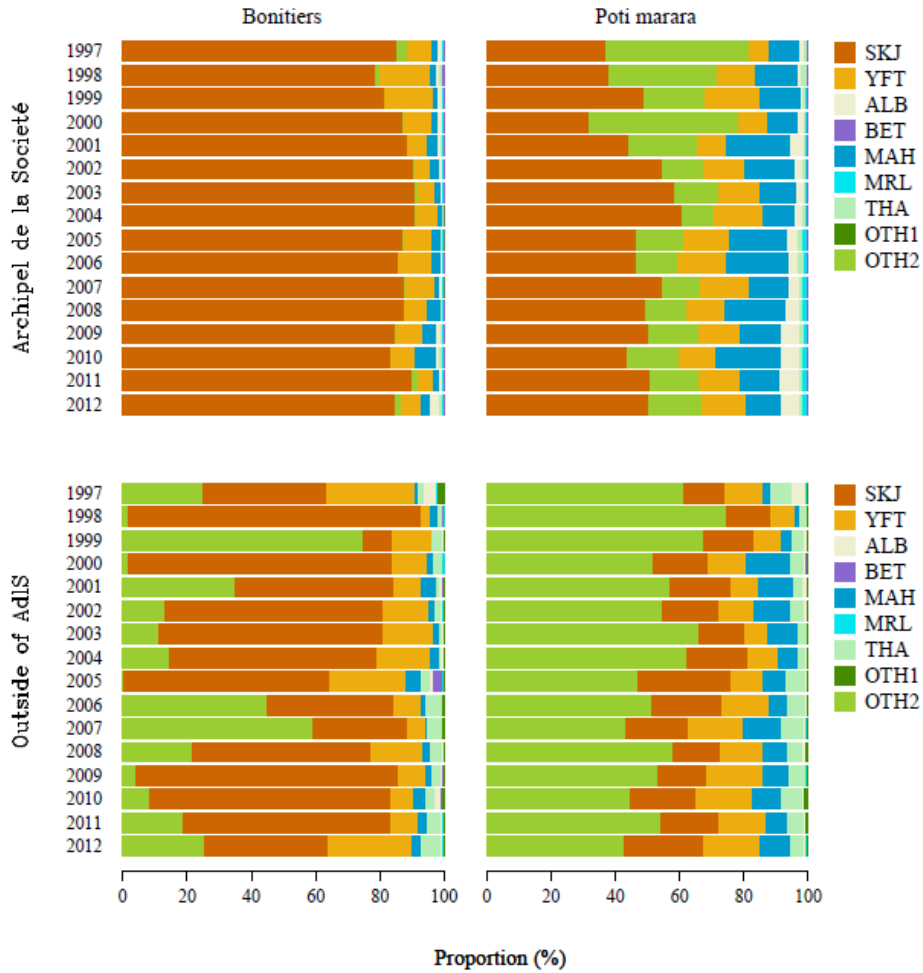 Bonitiers
Poti marara
Archipel de la Societé
1997
1998
1999
2000
2001
2002
2003
2004
2005
2006
2007
2008
2009
2010
2011
2012
SKJ
YFT
ALB
BET
MAH
MRL
THA
OTH1
OTH2
Outside of AdlS
1997
1998
1999
2000
2001
2002
2003
2004
2005
2006
2007
2008
2009
2010
2011
2012
SKJ
YFT
ALB
BET
MAH
MRL
THA
OTH1
OTH2
0 20 40 60 80 100
0 20 40 60 80 100
Proportion (%)